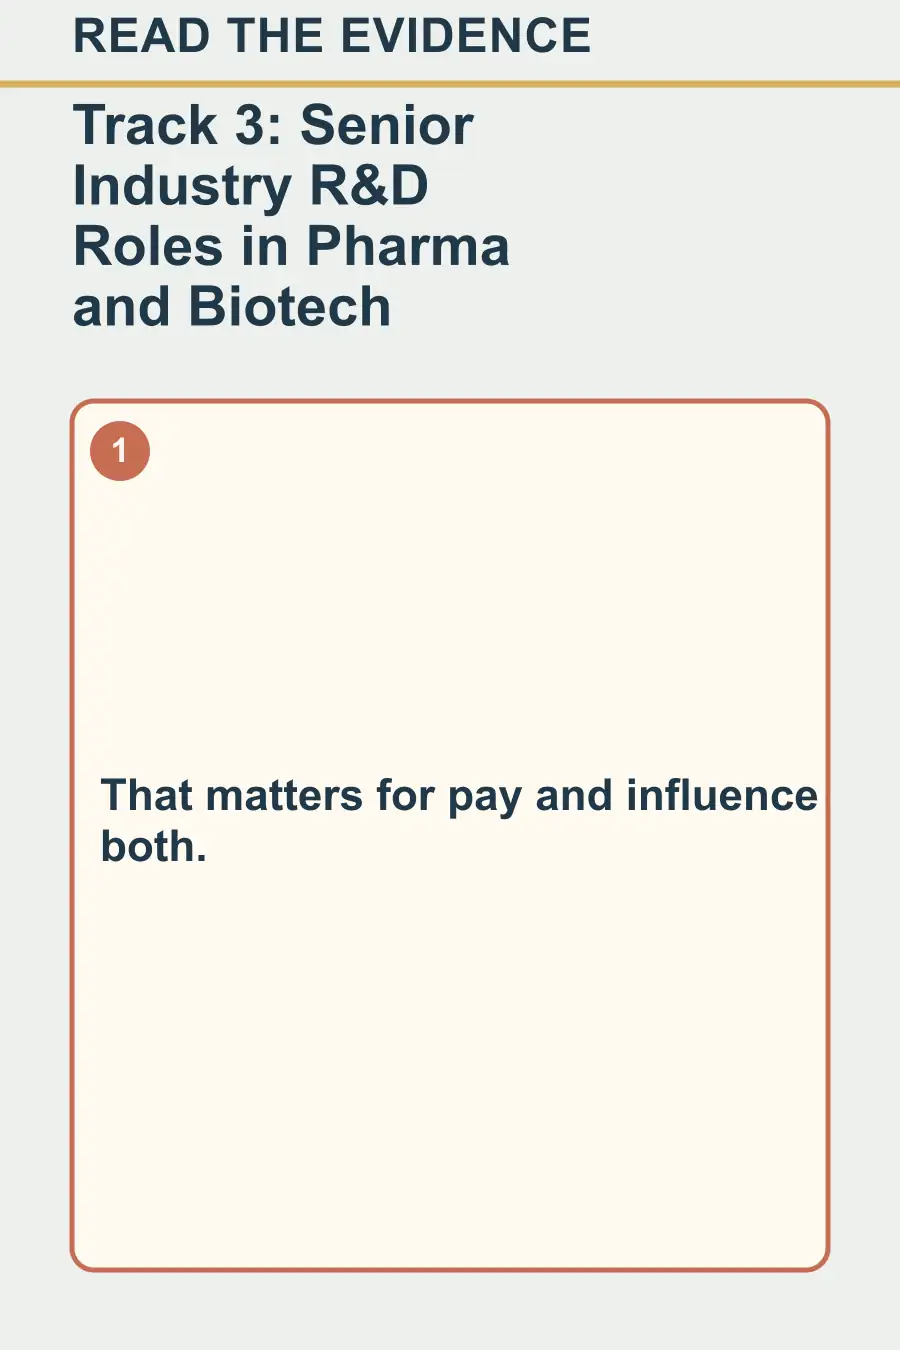 READ THE EVIDENCE
Track 3: Senior
Industry R&D
Roles in Pharma
and Biotech
1
That matters for pay and influence
both.